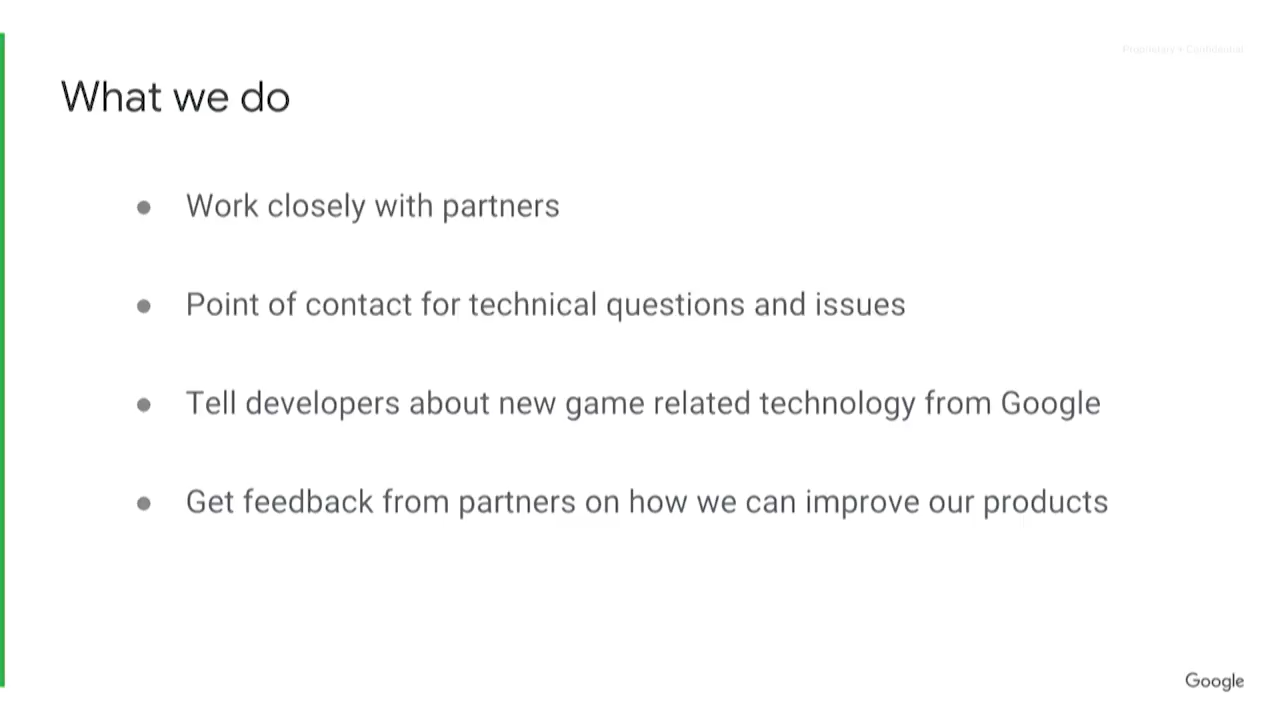 Proprietary + Confidential
What we do
● Work closely with partners
● Point of contact for technical questions and issues
● Tell developers about new game related technology from Google
● Get feedback from partners on how we can improve our products
Google